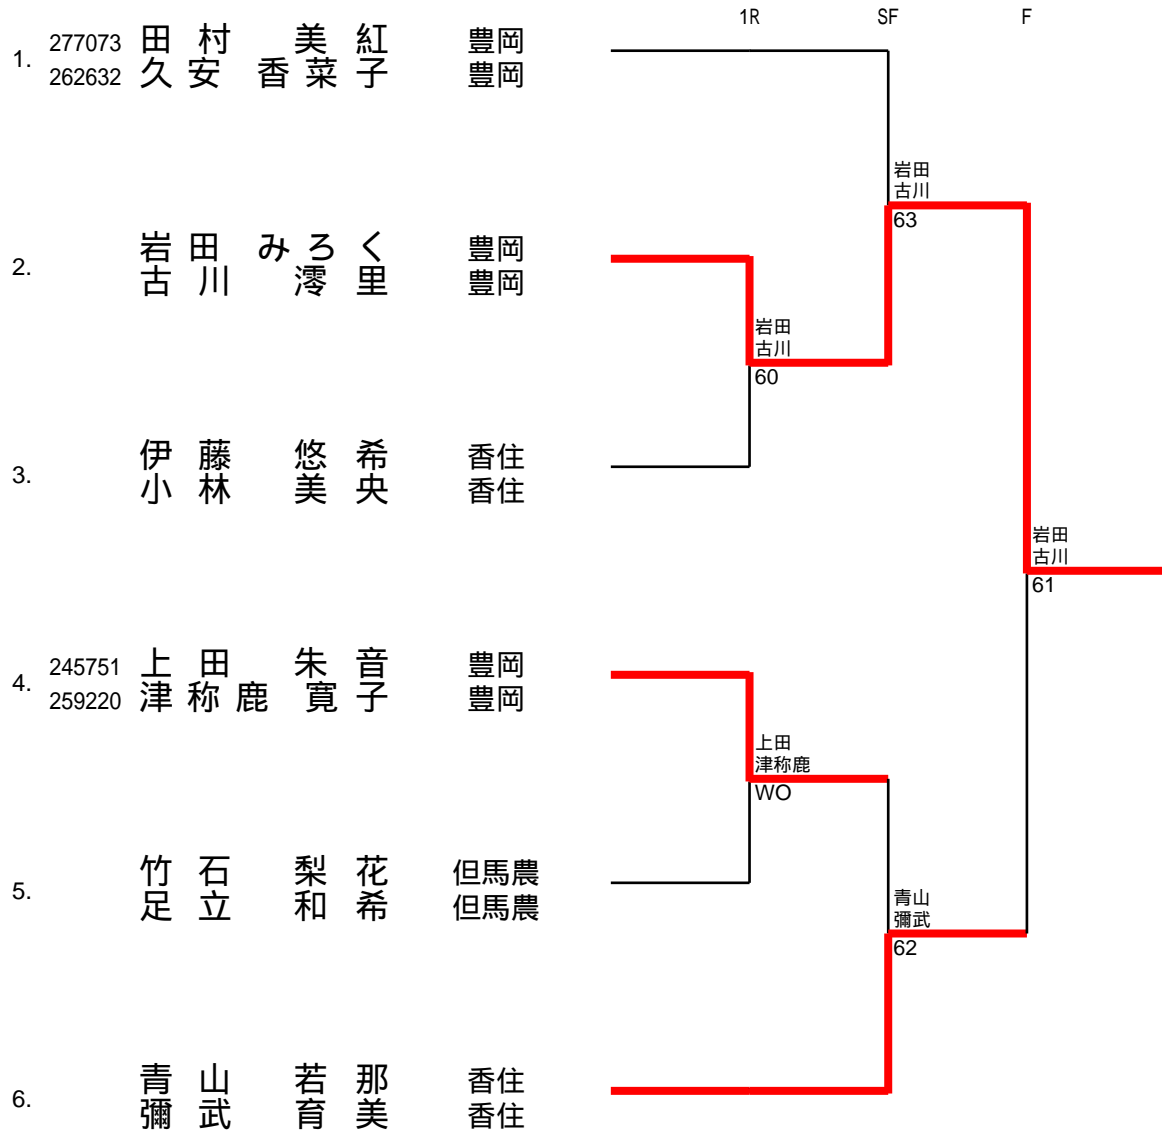 1R SF F
1. 277073 田村 美紅 豊岡
262632 久安 香菜子 豊岡
岩田
古川
63
2. 岩田 みろく 豊岡
古川 澪里 豊岡
岩田
古川
60
3. 伊藤 悠希 香住
小林 美央 香住
岩田
古川
61
4. 245751 上田 朱音 豊岡
259220 津称鹿 寛子 豊岡
上田
津称鹿
WO
5. 竹石 梨花 但馬農
足立 和希 但馬農
青山
彌武
62
6. 青山 若那 香住
彌武 育美 香住